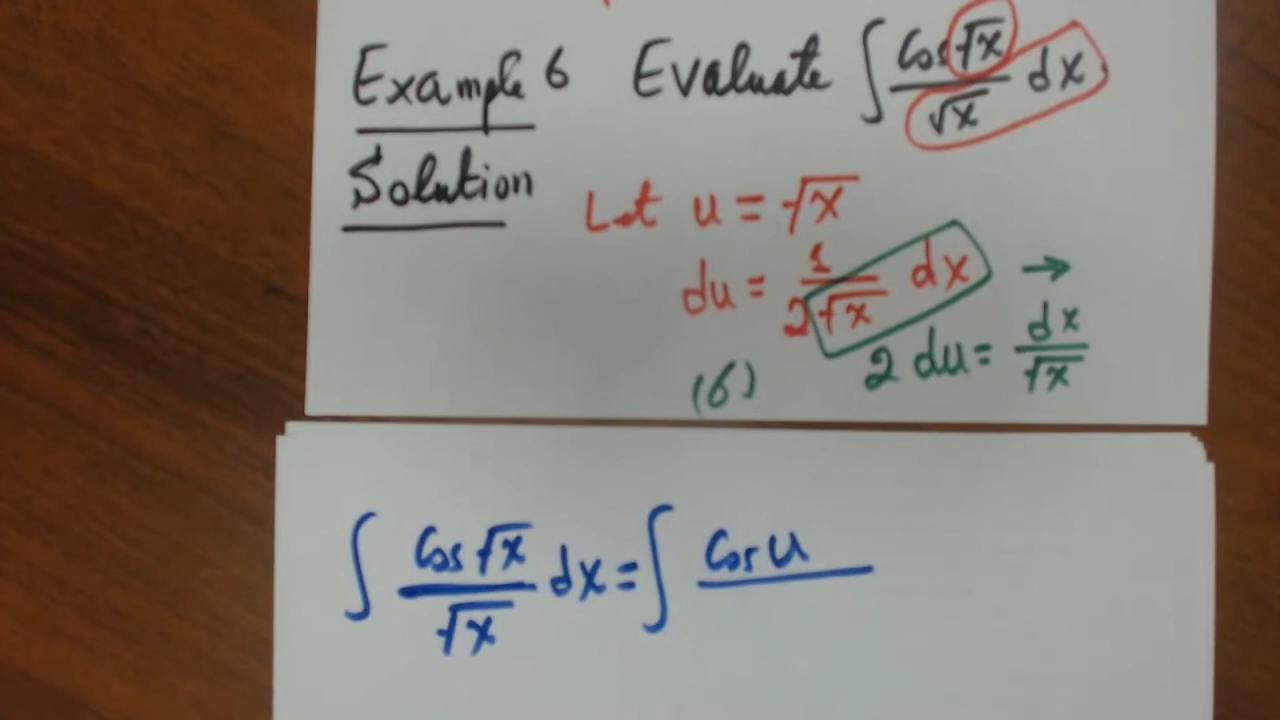 Example 6 Evaluate ∫ cos√x / √x dx
Solution Let u = √x
du = 1 / 2√x dx →
(6) 2 du = dx / √x
∫ cos√x / √x dx = ∫ cos u